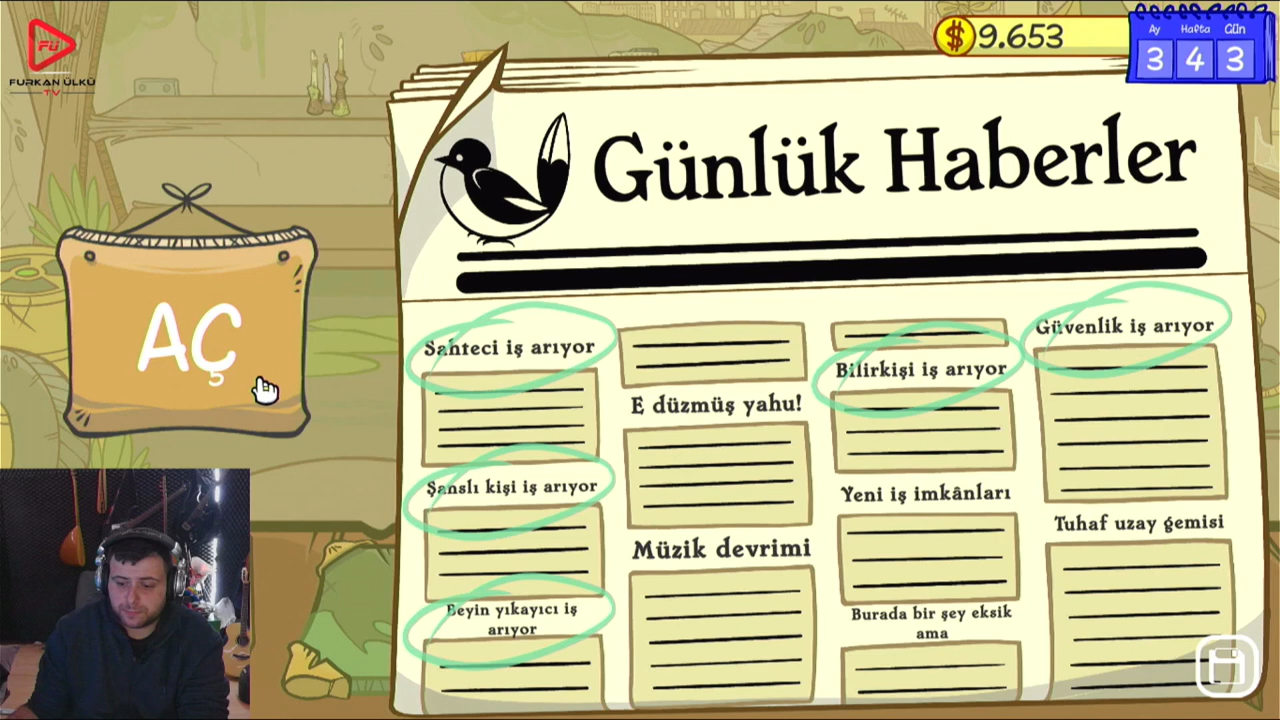 FU
FURKAN ÜLKÜ
TV
$ 9.653
Ay Hafta Gün
3 4 3
Günlük Haberler
AÇ
Sahteci iş arıyor
Şanslı kişi iş arıyor
Beyin yıkayıcı iş
arıyor
E düzmüş yahu!
Müzik devrimi
Bilirkişi iş arıyor
Yeni iş imkânları
Burada bir şey eksik
ama
Güvenlik iş arıyor
Tuhaf uzay gemisi